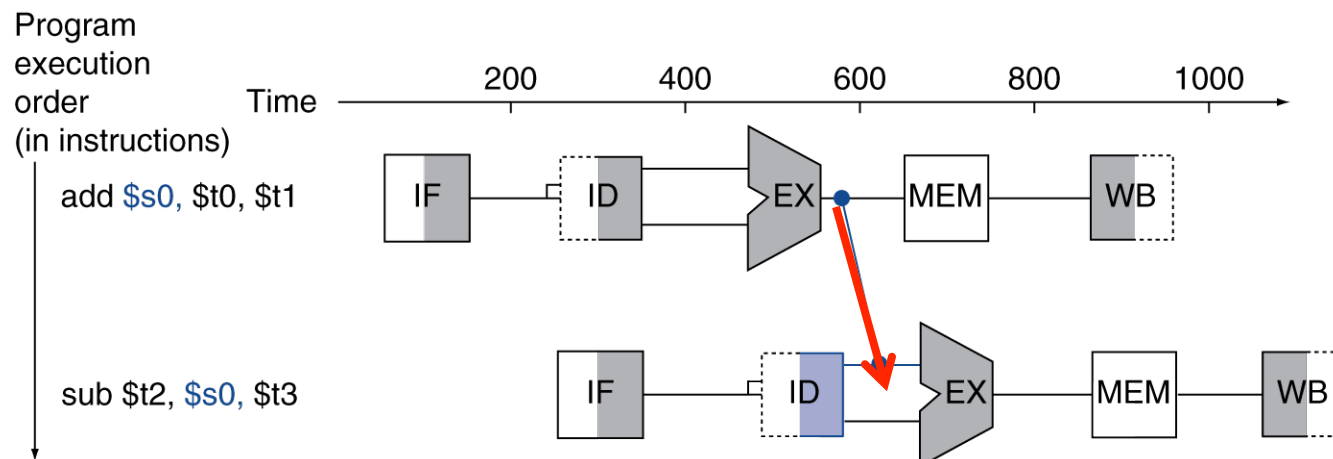 Program
execution
order
(in instructions)
Time
200 400 600 800 1000
add $s0, $t0, $t1
IF ID EX MEM WB
sub $t2, $s0, $t3
IF ID EX MEM WB